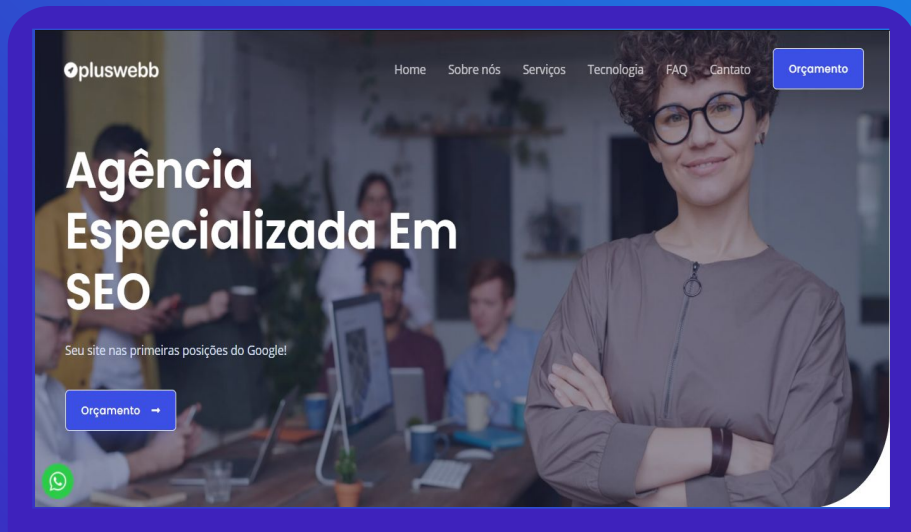 pluswebb
Home Sobre nós Serviços Tecnologia FAQ Cantato Orçamento
Agência
Especializada Em
SEO
Seu site nas primeiras posições do Google!
Orçamento →